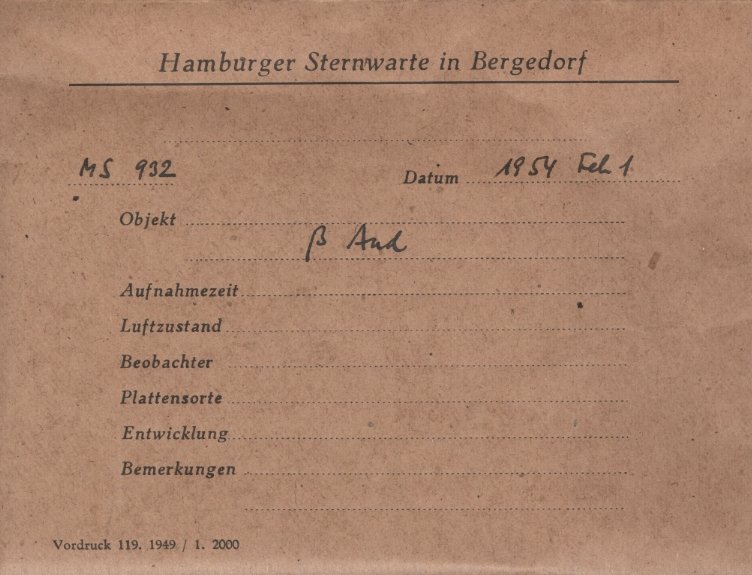 Hamburger Sternwarte in Bergedorf
MS 932 Datum 1954 Feb 1
Objekt
β And
Aufnahmezeit
Luftzustand
Beobachter
Plattensorte
Entwicklung
Bemerkungen
Vordruck 119. 1949 / 1. 2000